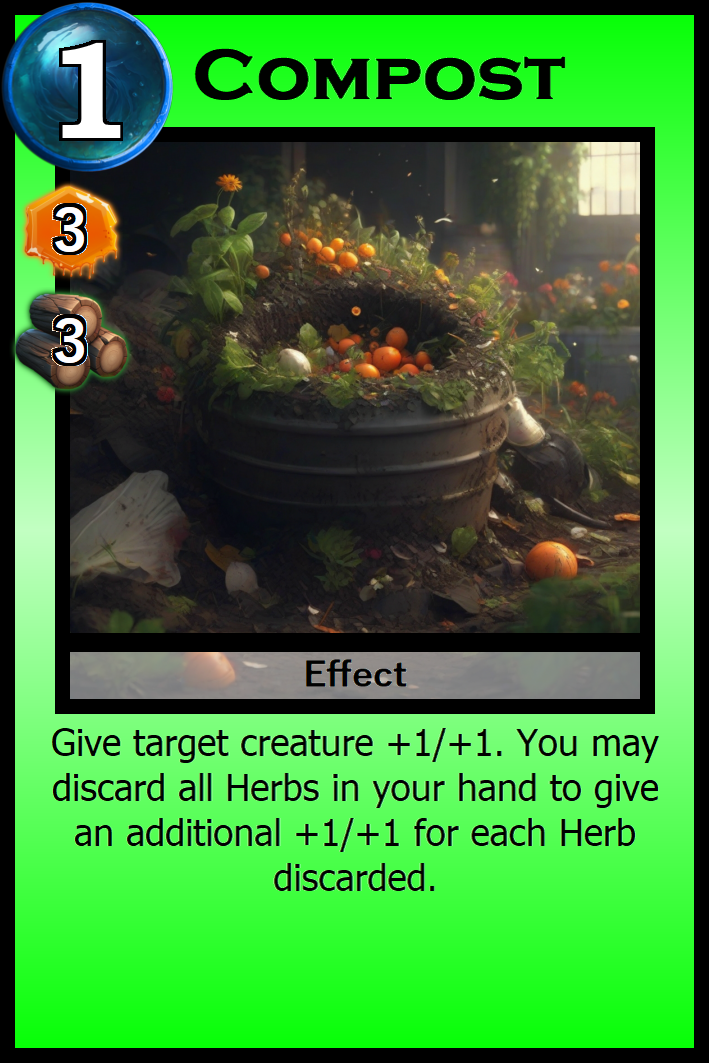 1
Compost
3
3
Effect
Give target creature +1/+1. You may
discard all Herbs in your hand to give
an additional +1/+1 for each Herb
discarded.